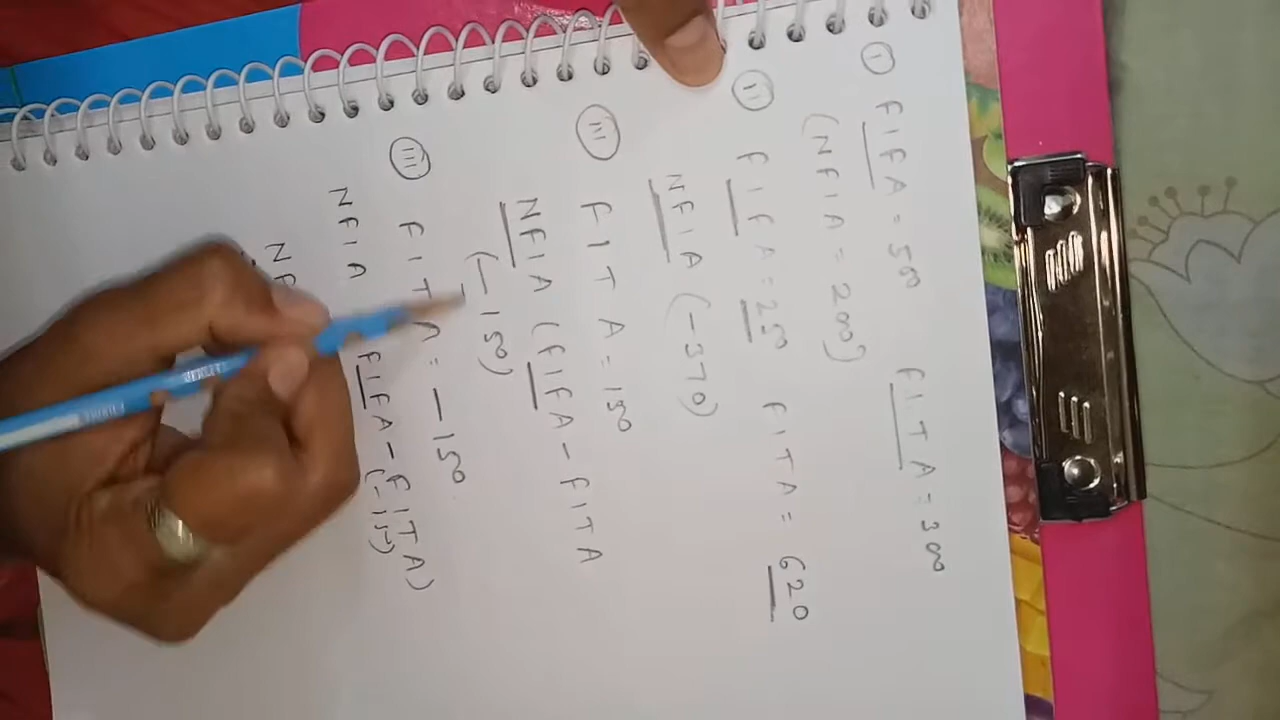 I FIFA = 500 FITA = 300
(NFIA = 200)
II FIFA = 250 FITA = 620
NFIA (-370)
III FITA = 150
NFIA (FIFA - FITA
(-150)
III FITA = -150
NFIA FIFA - FITA)